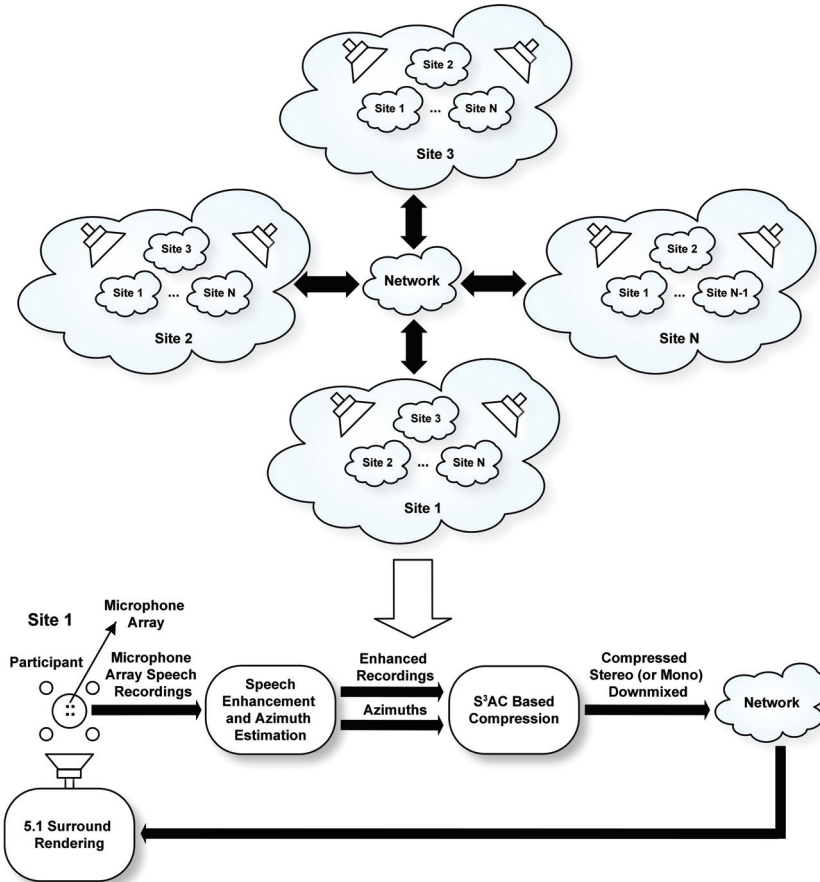 Site 2
Site 1 ... Site N
Site 3
Site 3
Site 1 ... Site N
Site 2
Network
Site 2
Site 1 ... Site N-1
Site N
Site 3
Site 2 ... Site N
Site 1
Site 1
Microphone
Array
Participant
Microphone
Array Speech
Recordings
Speech
Enhancement
and Azimuth
Estimation
Enhanced
Recordings
Azimuths
S³AC Based
Compression
Compressed
Stereo (or Mono)
Downmixed
Network
5.1 Surround
Rendering